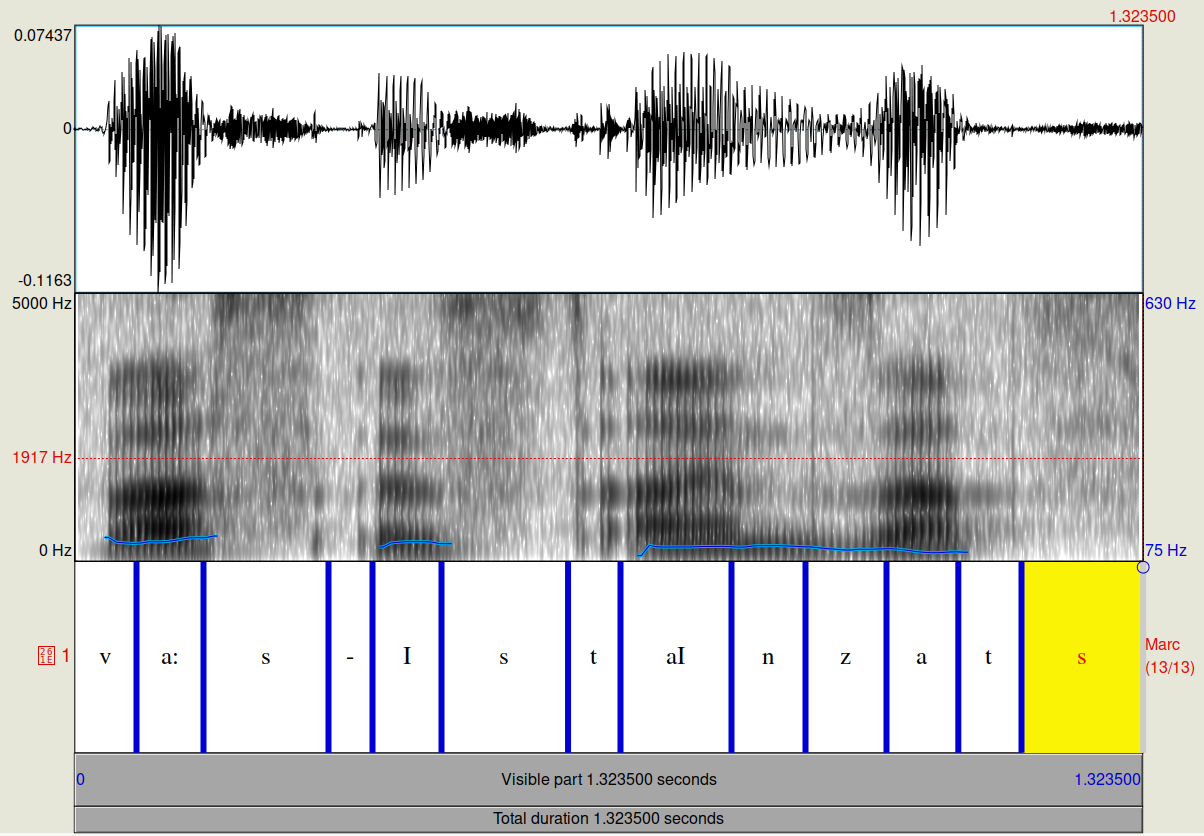 1.323500
0.07437
0
-0.1163
5000 Hz 630 Hz
1917 Hz
0 Hz 75 Hz
1 v a: s - I s t aI n z a t s Marc
(13/13)
0 Visible part 1.323500 seconds 1.323500
Total duration 1.323500 seconds